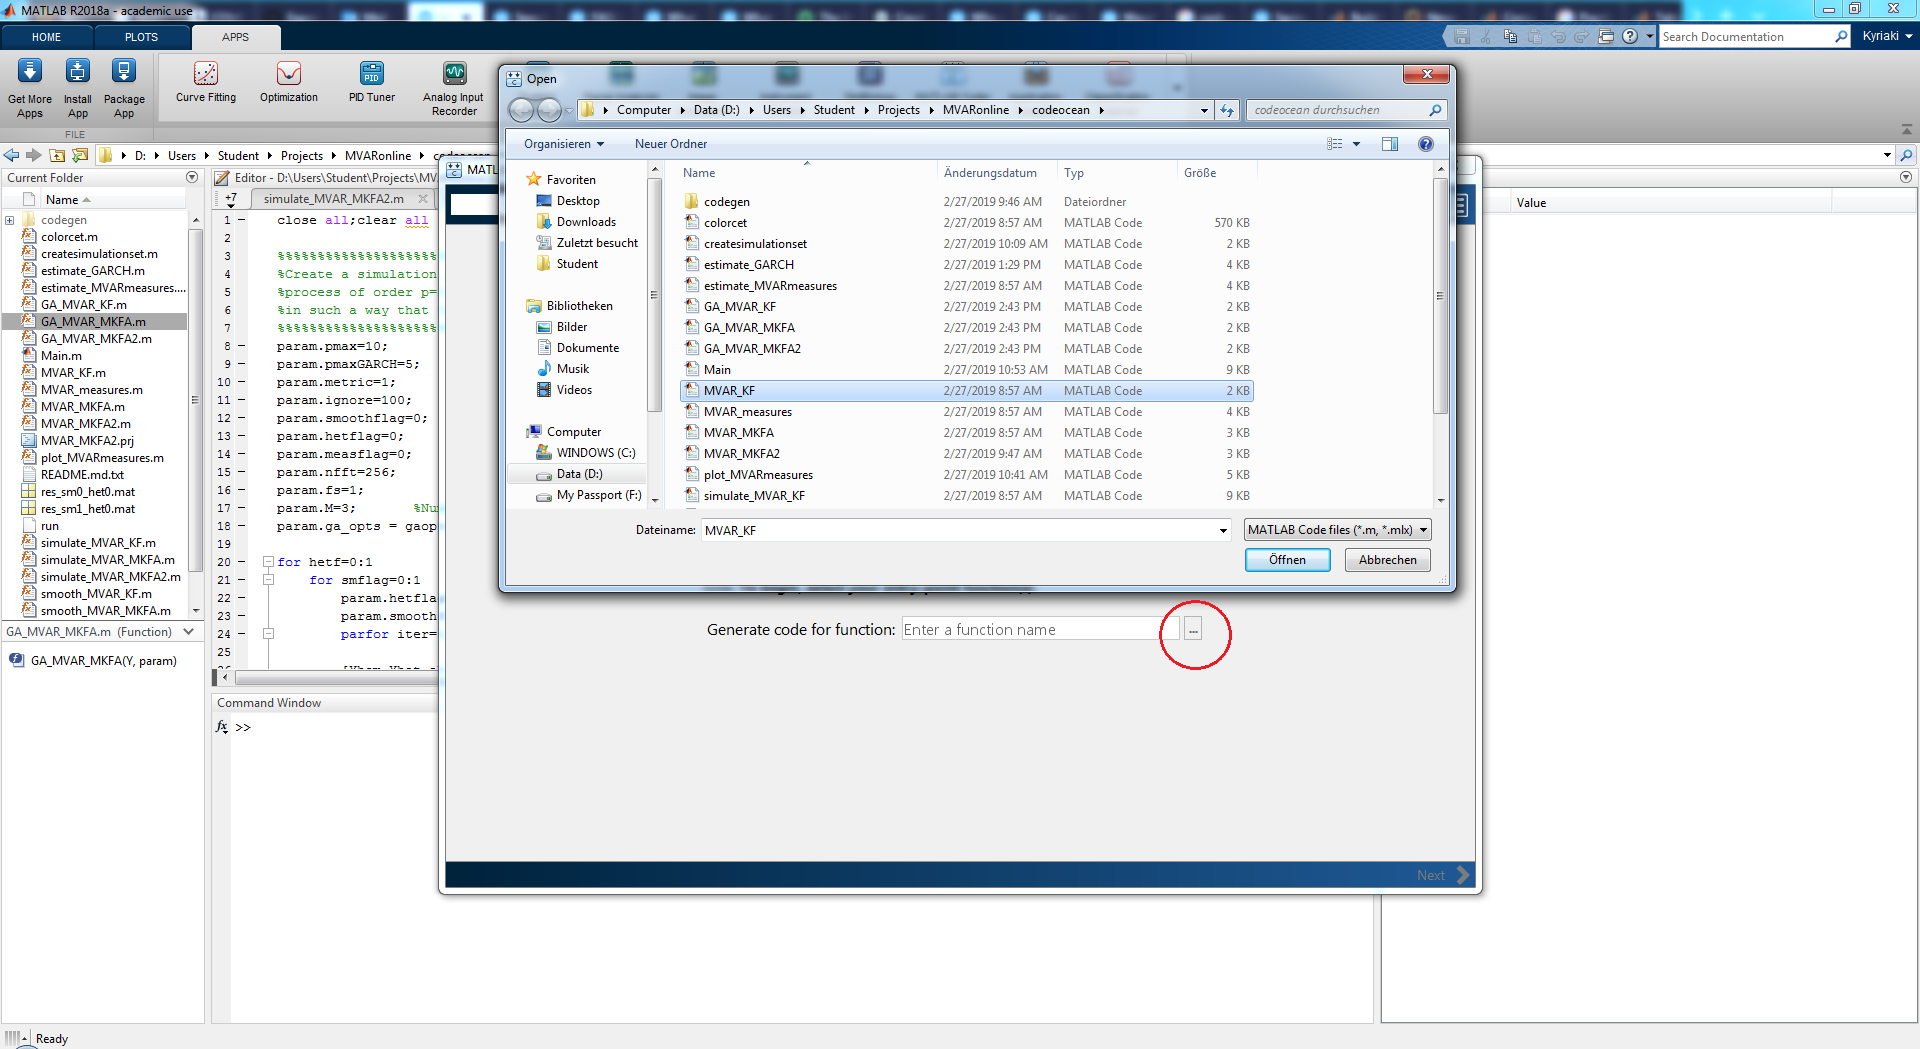 MATLAB R2018a - academic use
HOME
PLOTS
APPS
Search Documentation
Kyriaki
Get More Apps
Install App
Package App
Curve Fitting
Optimization
PID Tuner
Analog Input Recorder
FILE
D: Users Student Projects MVARonline
Current Folder
Name
codegen
colorcet.m
createsimulationset.m
estimate_GARCH.m
estimate_MVARmeasures....
GA_MVAR_KF.m
GA_MVAR_MKFA.m
GA_MVAR_MKFA2.m
Main.m
MVAR_KF.m
MVAR_measures.m
MVAR_MKFA.m
MVAR_MKFA2.m
MVAR_MKFA2.prj
plot_MVARmeasures.m
README.md.txt
res_sm0_het0.mat
res_sm1_het0.mat
run
simulate_MVAR_KF.m
simulate_MVAR_MKFA.m
simulate_MVAR_MKFA2.m
smooth_MVAR_KF.m
smooth_MVAR_MKFA.m
GA_MVAR_MKFA.m (Function)
GA_MVAR_MKFA(Y, param)
Editor - D:\Users\Student\Projects\MV
+7
simulate_MVAR_MKFA2.m
1 – close all;clear all
2
3 %%%%%%%%%%%%%%%%%%%%
4 %Create a simulation
5 %process of order p=
6 %in such a way that
7 %%%%%%%%%%%%%%%%%%%%
8 – param.pmax=10;
9 – param.pmaxGARCH=5;
10 – param.metric=1;
11 – param.ignore=100;
12 – param.smoothflag=0;
13 – param.hetflag=0;
14 – param.measflag=0;
15 – param.nfft=256;
16 – param.fs=1;
17 – param.M=3; %Nu
18 – param.ga_opts = gaop
19
20 – for hetf=0:1
21 – for smflag=0:1
22 – param.hetfla
23 – param.smooth
24 – parfor iter=
25
Command Window
fx >>
MATL
Open
Computer Data (D:) Users Student Projects MVARonline codeocean
codeocean durchsuchen
Organisieren
Neuer Ordner
Favoriten
Desktop
Downloads
Zuletzt besucht
Student
Bibliotheken
Bilder
Dokumente
Musik
Videos
Computer
WINDOWS (C:)
Data (D:)
My Passport (F:)
Name Änderungsdatum Typ Größe
codegen 2/27/2019 9:46 AM Dateiordner
colorcet 2/27/2019 8:57 AM MATLAB Code 570 KB
createsimulationset 2/27/2019 10:09 AM MATLAB Code 2 KB
estimate_GARCH 2/27/2019 1:29 PM MATLAB Code 4 KB
estimate_MVARmeasures 2/27/2019 8:57 AM MATLAB Code 4 KB
GA_MVAR_KF 2/27/2019 2:43 PM MATLAB Code 2 KB
GA_MVAR_MKFA 2/27/2019 2:43 PM MATLAB Code 2 KB
GA_MVAR_MKFA2 2/27/2019 2:43 PM MATLAB Code 2 KB
Main 2/27/2019 10:53 AM MATLAB Code 9 KB
MVAR_KF 2/27/2019 8:57 AM MATLAB Code 2 KB
MVAR_measures 2/27/2019 8:57 AM MATLAB Code 4 KB
MVAR_MKFA 2/27/2019 8:57 AM MATLAB Code 3 KB
MVAR_MKFA2 2/27/2019 9:47 AM MATLAB Code 3 KB
plot_MVARmeasures 2/27/2019 10:41 AM MATLAB Code 5 KB
simulate_MVAR_KF 2/27/2019 8:57 AM MATLAB Code 9 KB
Dateiname: MVAR_KF
MATLAB Code files (*.m, *.mlx)
Öffnen
Abbrechen
Generate code for function: Enter a function name ...
Next
Value
Ready